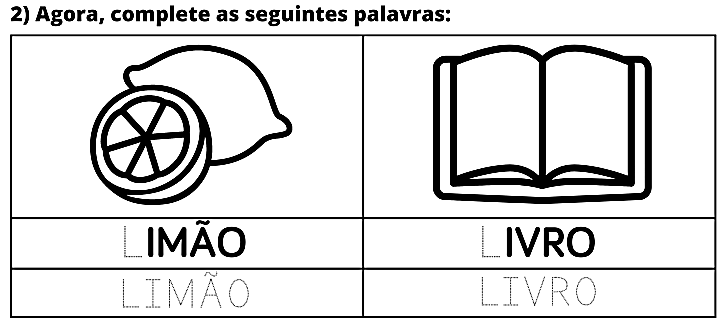 2) Agora, complete as seguintes palavras:
LIMÃO
LIVRO
LIMÃO
LIVRO